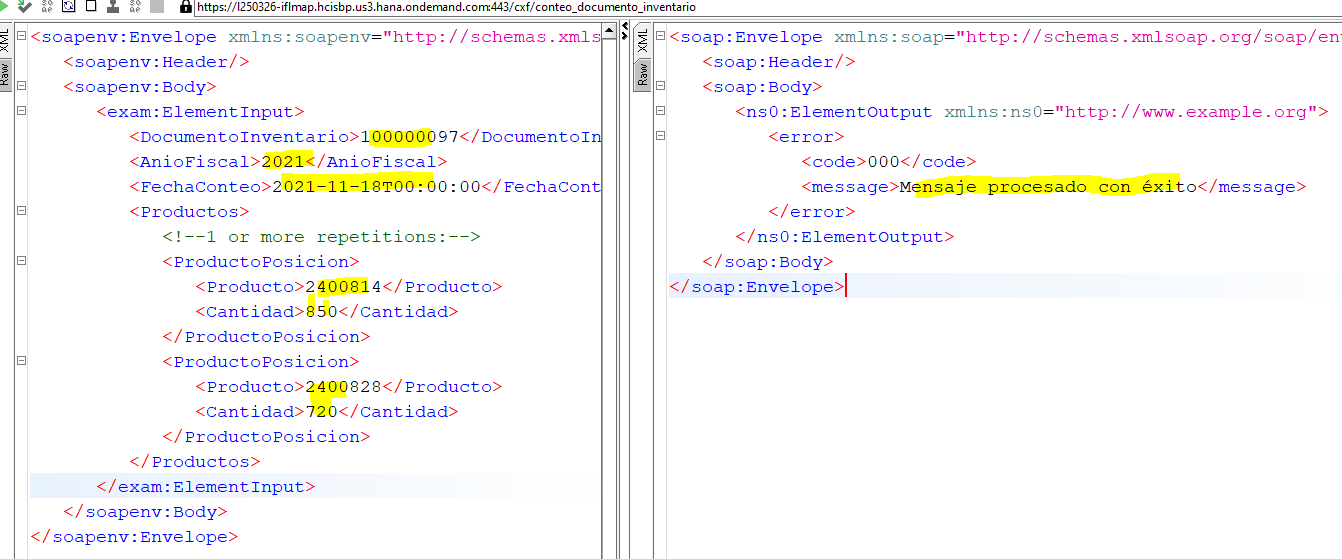 https://l250326-iflmap.hcisbp.us3.hana.ondemand.com:443/cxf/conteo_documento_inventario
XML
Raw
<soapenv:Envelope xmlns:soapenv="http://schemas.xmls
<soapenv:Header/>
<soapenv:Body>
<exam:ElementInput>
<DocumentoInventario>100000097</DocumentoIn
<AnioFiscal>2021</AnioFiscal>
<FechaConteo>2021-11-18T00:00:00</FechaCont
<Productos>
<!--1 or more repetitions:-->
<ProductoPosicion>
<Producto>2400814</Producto>
<Cantidad>850</Cantidad>
</ProductoPosicion>
<ProductoPosicion>
<Producto>2400828</Producto>
<Cantidad>720</Cantidad>
</ProductoPosicion>
</Productos>
</exam:ElementInput>
</soapenv:Body>
</soapenv:Envelope>
XML
Raw
<soap:Envelope xmlns:soap="http://schemas.xmlsoap.org/soap/en
<soap:Header/>
<soap:Body>
<ns0:ElementOutput xmlns:ns0="http://www.example.org">
<error>
<code>000</code>
<message>Mensaje procesado con éxito</message>
</error>
</ns0:ElementOutput>
</soap:Body>
</soap:Envelope>